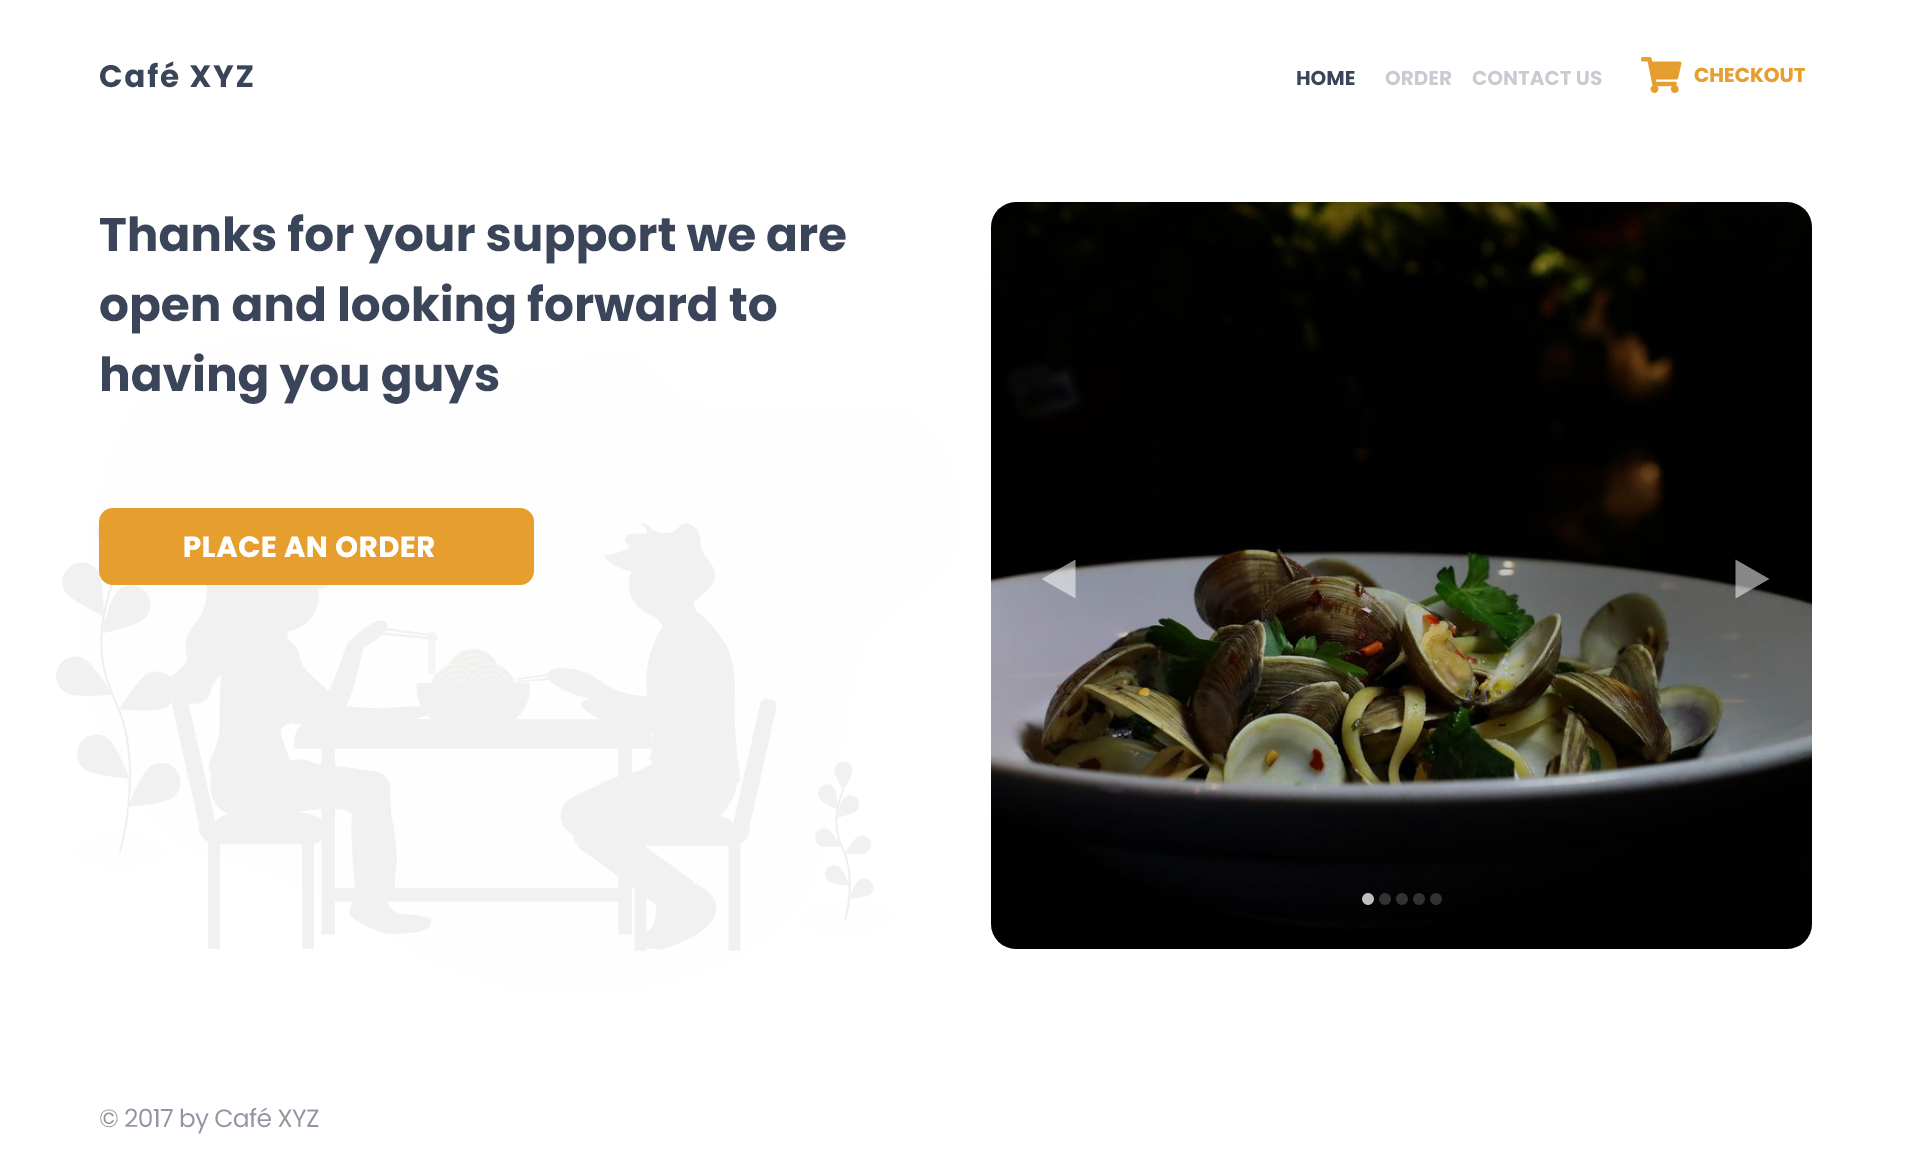 Café XYZ
HOME ORDER CONTACT US CHECKOUT
Thanks for your support we are
open and looking forward to
having you guys
PLACE AN ORDER
© 2017 by Café XYZ